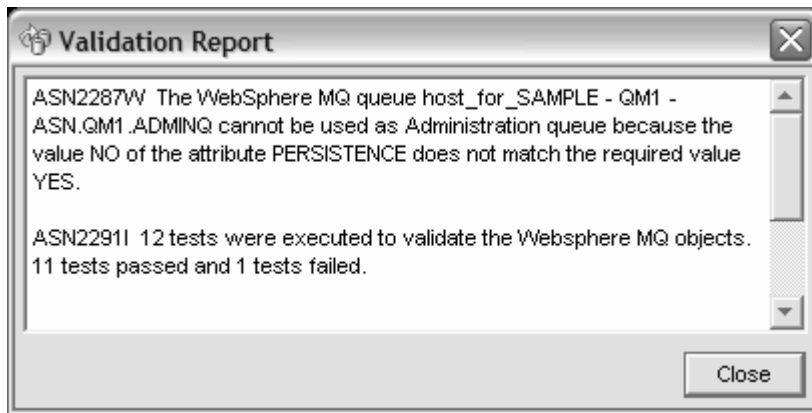 Validation Report
ASN2287W  The WebSphere MQ queue host_for_SAMPLE - QM1 -
ASN.QM1.ADMINQ cannot be used as Administration queue because the
value NO of the attribute PERSISTENCE does not match the required value
YES.
ASN2291I  12 tests were executed to validate the Websphere MQ objects.
11 tests passed and 1 tests failed.
Close